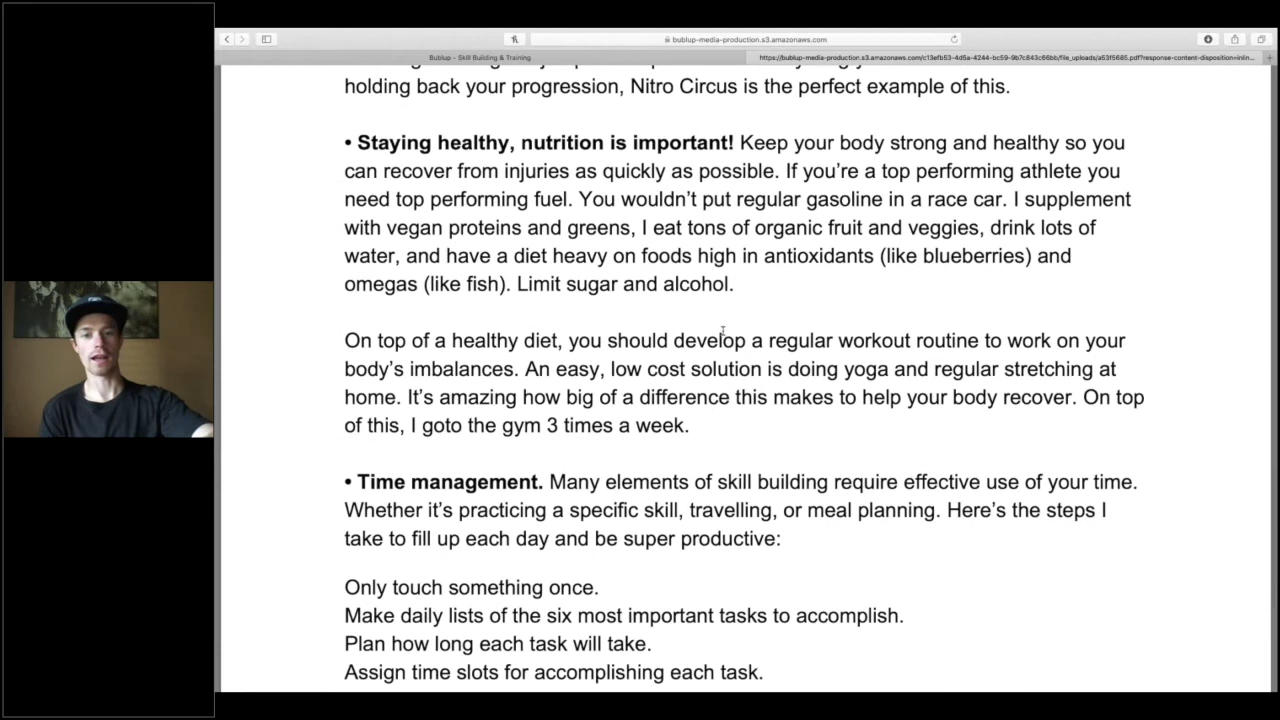 bublup-media-production.s3.amazonaws.com
Bublup - Skill Building & Training
holding back your progression, Nitro Circus is the perfect example of this.
• Staying healthy, nutrition is important! Keep your body strong and healthy so you
can recover from injuries as quickly as possible. If you’re a top performing athlete you
need top performing fuel. You wouldn’t put regular gasoline in a race car. I supplement
with vegan proteins and greens, I eat tons of organic fruit and veggies, drink lots of
water, and have a diet heavy on foods high in antioxidants (like blueberries) and
omegas (like fish). Limit sugar and alcohol.
On top of a healthy diet, you should develop a regular workout routine to work on your
body’s imbalances. An easy, low cost solution is doing yoga and regular stretching at
home. It’s amazing how big of a difference this makes to help your body recover. On top
of this, I goto the gym 3 times a week.
• Time management. Many elements of skill building require effective use of your time.
Whether it’s practicing a specific skill, travelling, or meal planning. Here’s the steps I
take to fill up each day and be super productive:
Only touch something once.
Make daily lists of the six most important tasks to accomplish.
Plan how long each task will take.
Assign time slots for accomplishing each task.